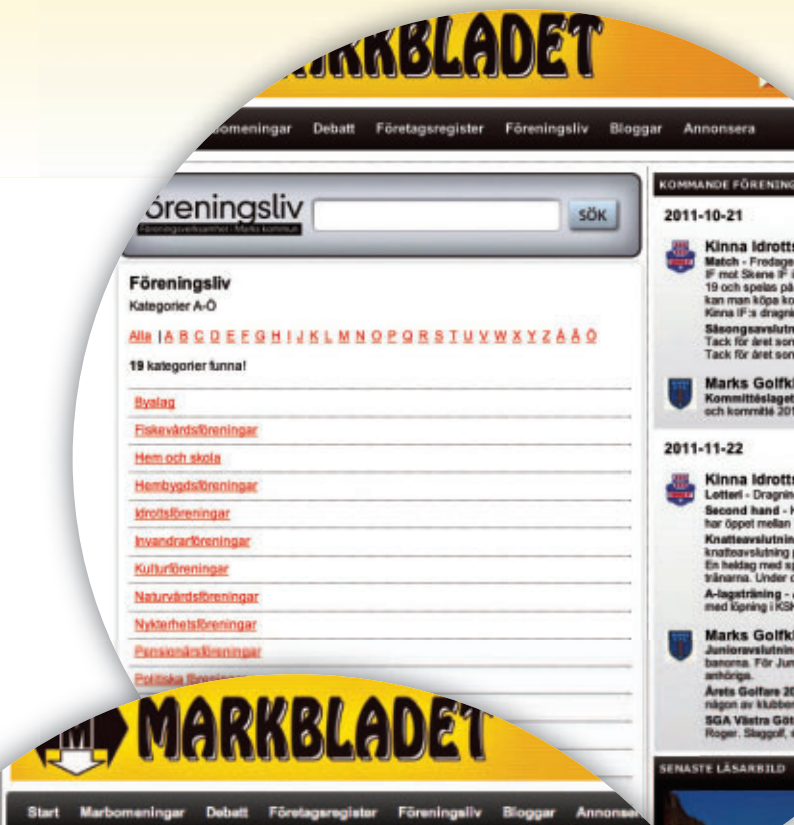 MARKBLADET
Debatt Företagsregister Föreningsliv Bloggar Annonsera
Föreningsliv
Föreningsverksamhet i Marks kommun
SÖK
Föreningsliv
Kategorier A-Ö
Alla | A B C D E F G H I J K L M N O P Q R S T U V W X Y Z Å Ä Ö
19 kategorier funna!
Byalag
Fiskevårdsföreningar
Hem och skola
Hembygdsföreningar
Idrottsföreningar
Invandrarföreningar
Kulturföreningar
Naturvårdsföreningar
Nykterhetsföreningar
Pensionärsföreningar
Politiska
KOMMANDE FÖRENING
2011-10-21
Kinna Idrotts
Match - Fredage
IF mot Skene IF i
19 och spelas på
kan man köpa ko
Kinna IF:s dragni
Säsongsavslutn
Tack för året som
Tack för året som
Marks Golfkl
Kommittéslaget
och kommitté 201
2011-11-22
Kinna Idrotts
Lotteri - Dragnin
Second hand - K
har öppet mellan
Knatteavslutnin
knatteavslutning p
En heldag med sp
tränarna. Under d
A-lagsträning -
med löpning i KSK
Marks Golfkl
Junioravslutnin
banorna. För Jun
anhöriga.
Årets Golfare 20
någon av klubben
SGA Västra Göt
Roger. Slaggolf, s
SENASTE LÄSARBILD
M MARKBLADET
Start Marbomeningar Debatt Företagsregister Föreningsliv Bloggar Annonser